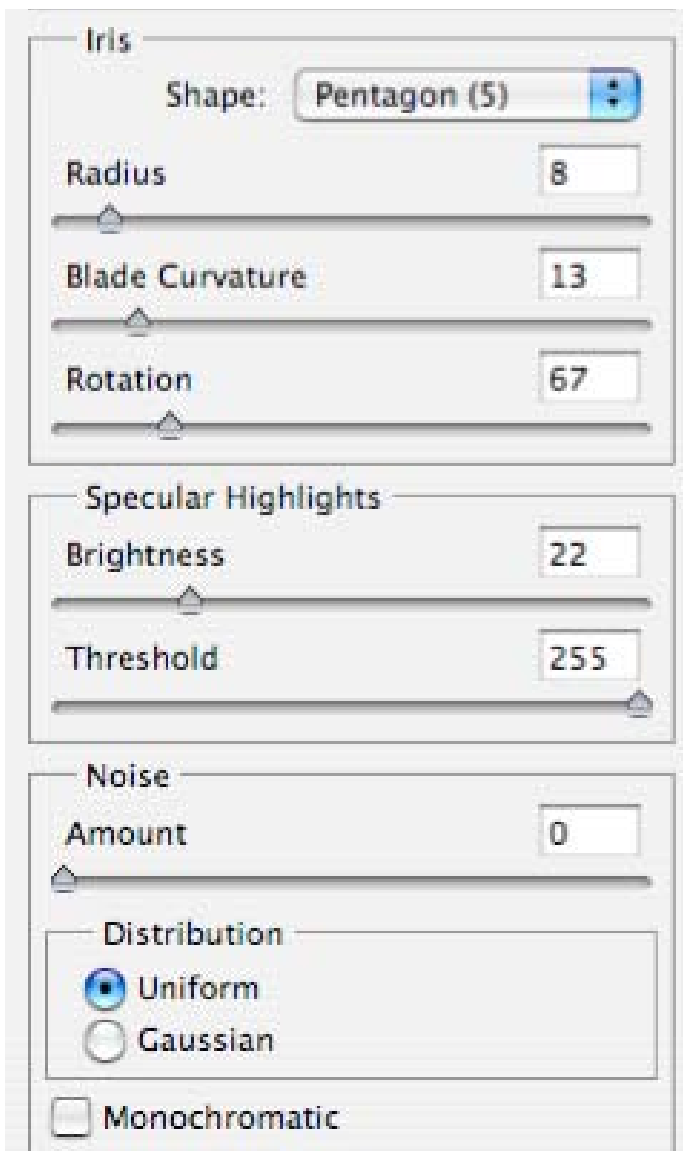 Iris
Shape: Pentagon (5)
Radius 8
Blade Curvature 13
Rotation 67
Specular Highlights
Brightness 22
Threshold 255
Noise
Amount 0
Distribution
Uniform
Gaussian
Monochromatic